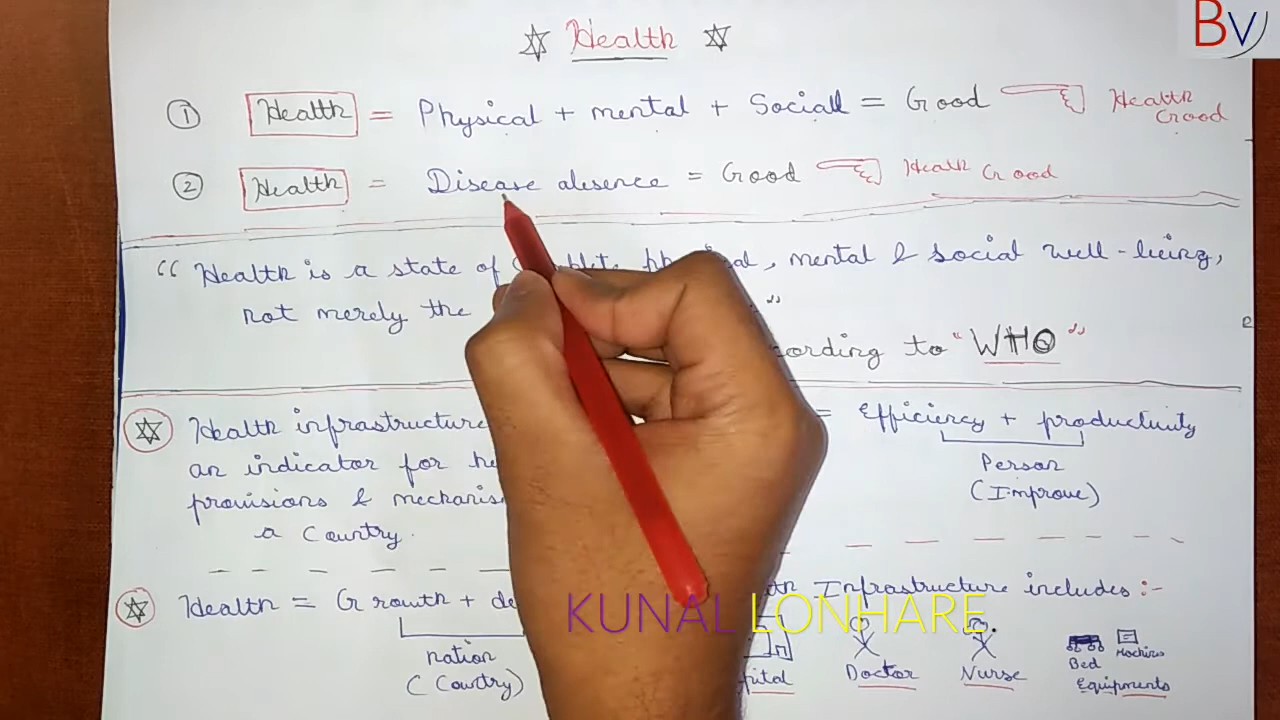 BV
Health
① Health = Physical + mental + Social = Good Health Good
② Health = Disease absence = Good Health Good
“ Health is a state of mental & social well-being,
not merely the ”
to “WHO”
Health infrastructure = Efficiency + productivity
an indicator for Person
provisions & (Improve)
a Country.
Health = Growth + Infrastructure includes :-
nation
(Country)
Doctor Nurse Bed Machines
Equipments
KUNAL LONHARE